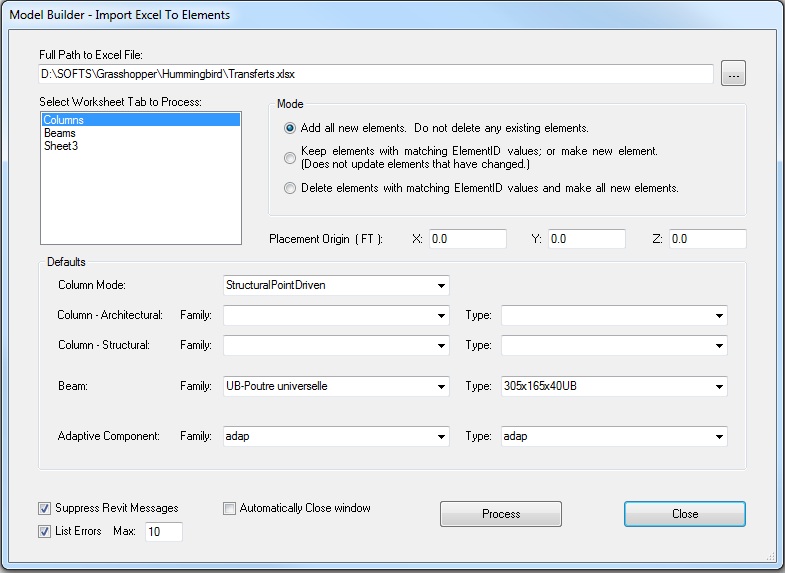 Model Builder - Import Excel To Elements
Full Path to Excel File:
D:\SOFTS\Grasshopper\Hummingbird\Transferts.xlsx
...
Select Worksheet Tab to Process:
Columns
Beams
Sheet3
Mode
Add all new elements. Do not delete any existing elements.
Keep elements with matching ElementID values; or make new element.
(Does not update elements that have changed.)
Delete elements with matching ElementID values and make all new elements.
Placement Origin ( FT ): X: 0.0 Y: 0.0 Z: 0.0
Defaults
Column Mode: StructuralPointDriven
Column - Architectural: Family: Type:
Column - Structural: Family: Type:
Beam: Family: UB-Poutre universelle Type: 305x165x40UB
Adaptive Component: Family: adap Type: adap
Suppress Revit Messages Automatically Close window Process Close
List Errors Max: 10